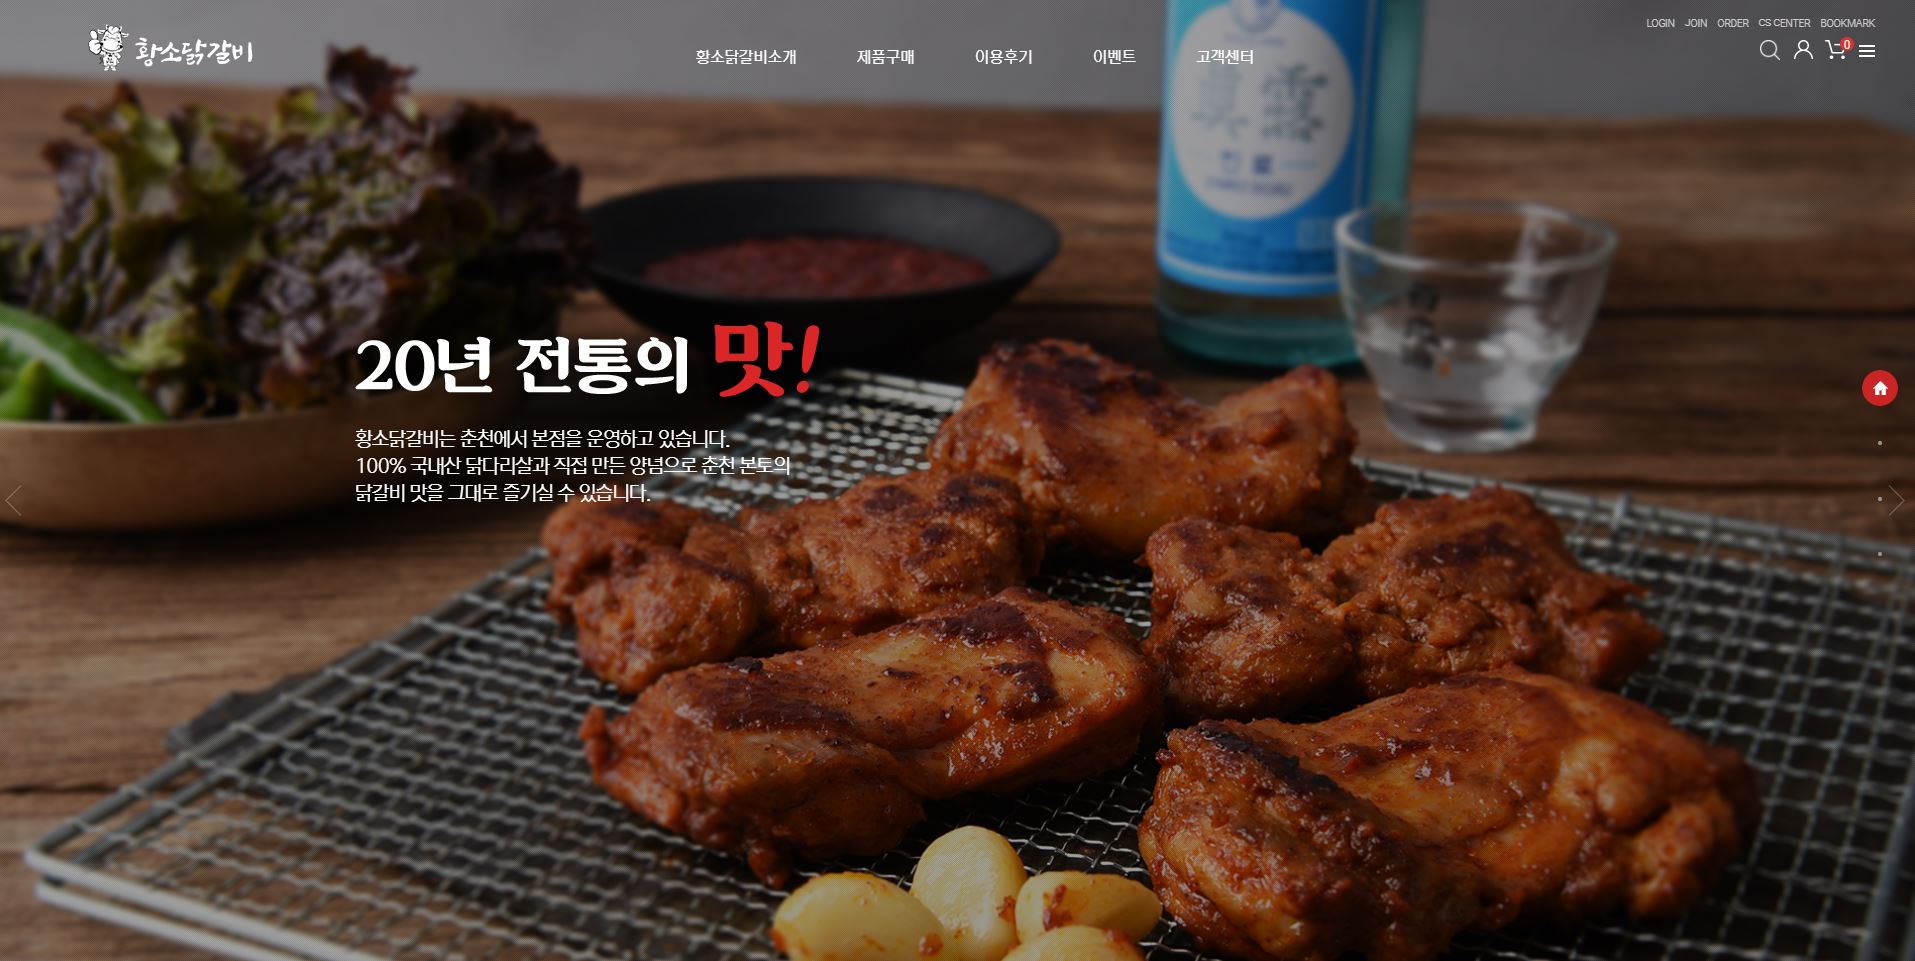 LOGIN JOIN ORDER CS CENTER BOOKMARK
황소닭갈비
황소닭갈비소개 제품구매 이용후기 이벤트 고객센터
0
眞露
진로
20년 전통의 맛!
황소닭갈비는 춘천에서 본점을 운영하고 있습니다.
100% 국내산 닭다리살과 직접 만든 양념으로 춘천 본토의
닭갈비 맛을 그대로 즐기실 수 있습니다.